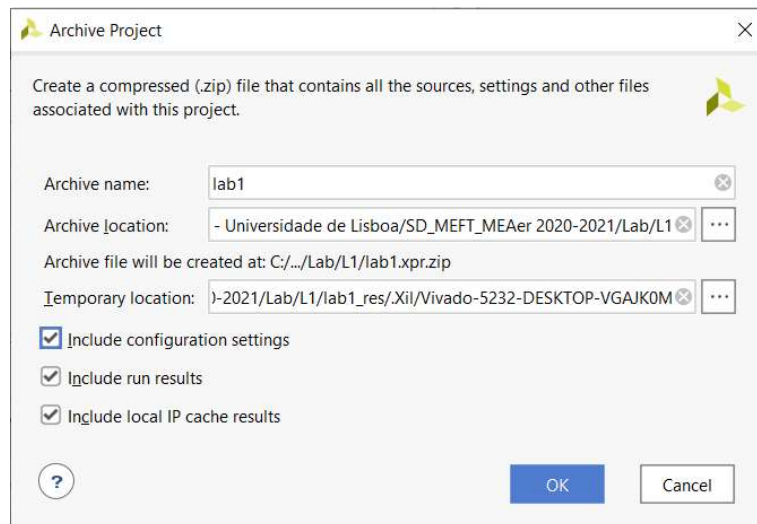 Archive Project
Create a compressed (.zip) file that contains all the sources, settings and other files
associated with this project.
Archive name: lab1
Archive location: - Universidade de Lisboa/SD_MEFT_MEAer 2020-2021/Lab/L1 ...
Archive file will be created at: C:/.../Lab/L1/lab1.xpr.zip
Temporary location: )-2021/Lab/L1/lab1_res/.Xil/Vivado-5232-DESKTOP-VGAJK0M ...
Include configuration settings
Include run results
Include local IP cache results
? OK Cancel